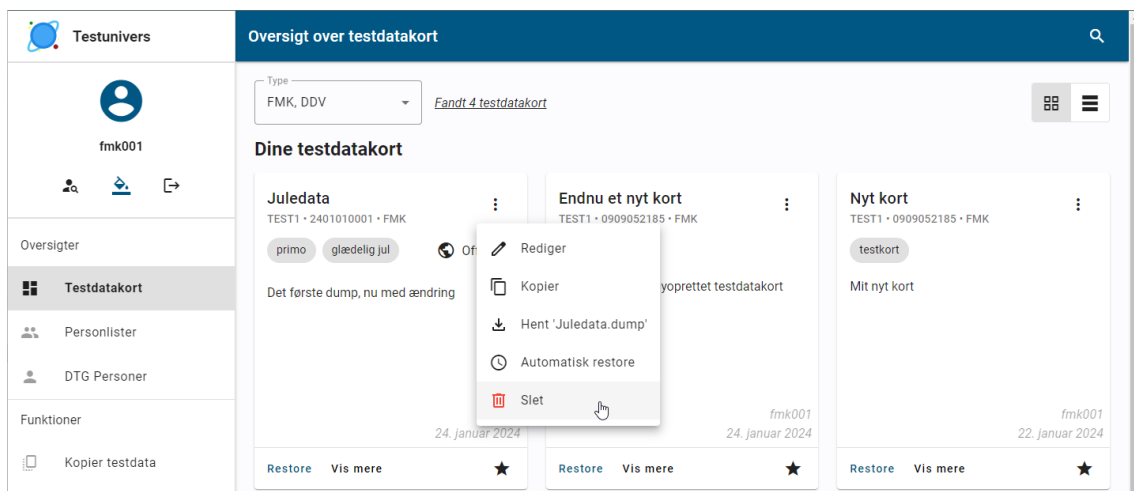 Testunivers
Oversigt over testdatakort
fmk001
Oversigter
Testdatakort
Personlister
DTG Personer
Funktioner
Kopier testdata
Type
FMK, DDV
Fandt 4 testdatakort
Dine testdatakort
Juledata
TEST1 • 2401010001 • FMK
primo glædelig jul
Det første dump, nu med ændring
24. januar 2024
Restore Vis mere
Rediger
Kopier
Hent 'Juledata.dump'
Automatisk restore
Slet
Endnu et nyt kort
TEST1 • 0909052185 • FMK
testdatakort
fmk001
24. januar 2024
Restore Vis mere
Nyt kort
TEST1 • 0909052185 • FMK
testkort
Mit nyt kort
fmk001
22. januar 2024
Restore Vis mere